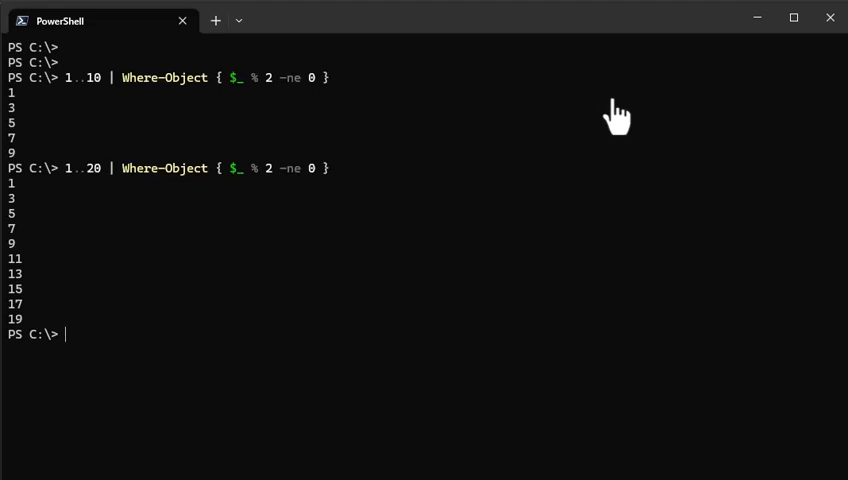 PowerShell
PS C:\>
PS C:\>
PS C:\> 1..10 | Where-Object { $_ % 2 -ne 0 }
1
3
5
7
9
PS C:\> 1..20 | Where-Object { $_ % 2 -ne 0 }
1
3
5
7
9
11
13
15
17
19
PS C:\>